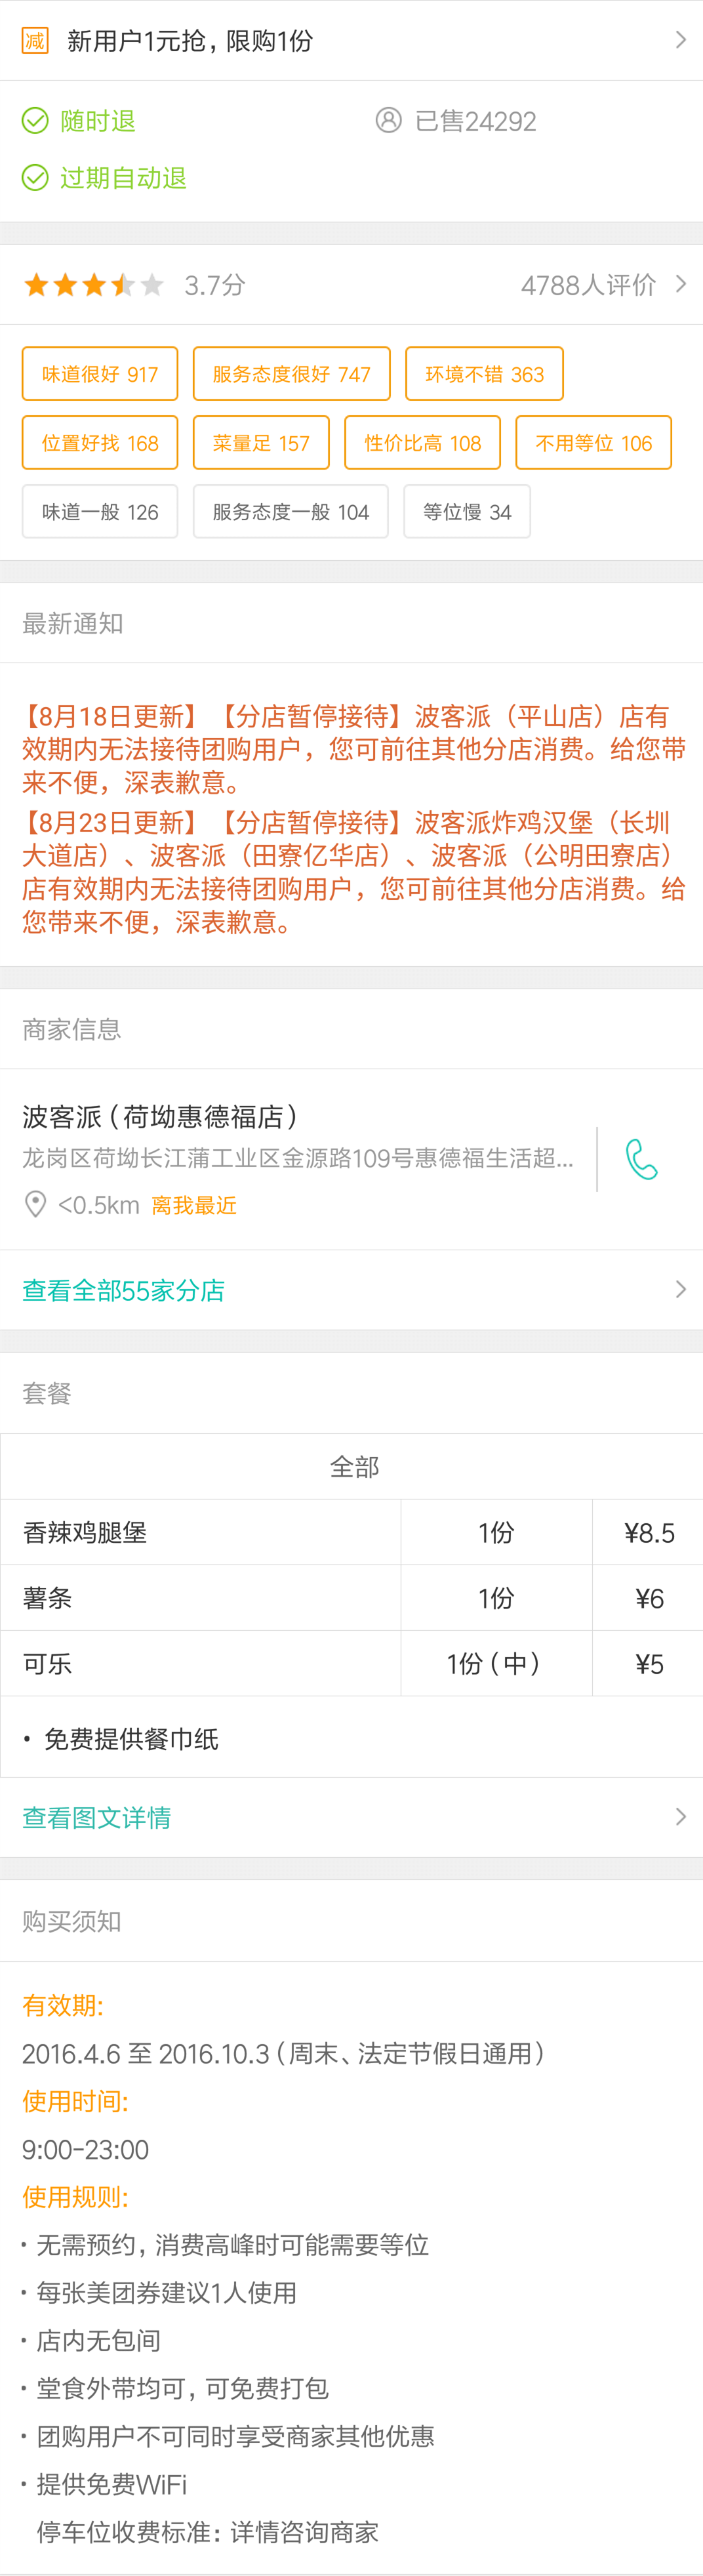 减 新用户1元抢，限购1份
随时退 已售24292
过期自动退
3.7分 4788人评价
味道很好 917 服务态度很好 747 环境不错 363
位置好找 168 菜量足 157 性价比高 108 不用等位 106
味道一般 126 服务态度一般 104 等位慢 34
最新通知
【8月18日更新】【分店暂停接待】波客派（平山店）店有
效期内无法接待团购用户，您可前往其他分店消费。给您带
来不便，深表歉意。
【8月23日更新】【分店暂停接待】波客派炸鸡汉堡（长圳
大道店）、波客派（田寮亿华店）、波客派（公明田寮店）
店有效期内无法接待团购用户，您可前往其他分店消费。给
您带来不便，深表歉意。
商家信息
波客派（荷坳惠德福店）
龙岗区荷坳长江蒲工业区金源路109号惠德福生活超...
<0.5km 离我最近
查看全部55家分店
套餐
全部
香辣鸡腿堡 1份 ¥8.5
薯条 1份 ¥6
可乐 1份（中） ¥5
• 免费提供餐巾纸
查看图文详情
购买须知
有效期:
2016.4.6 至 2016.10.3（周末、法定节假日通用）
使用时间:
9:00-23:00
使用规则:
• 无需预约，消费高峰时可能需要等位
• 每张美团券建议1人使用
• 店内无包间
• 堂食外带均可，可免费打包
• 团购用户不可同时享受商家其他优惠
• 提供免费WiFi
停车位收费标准：详情咨询商家